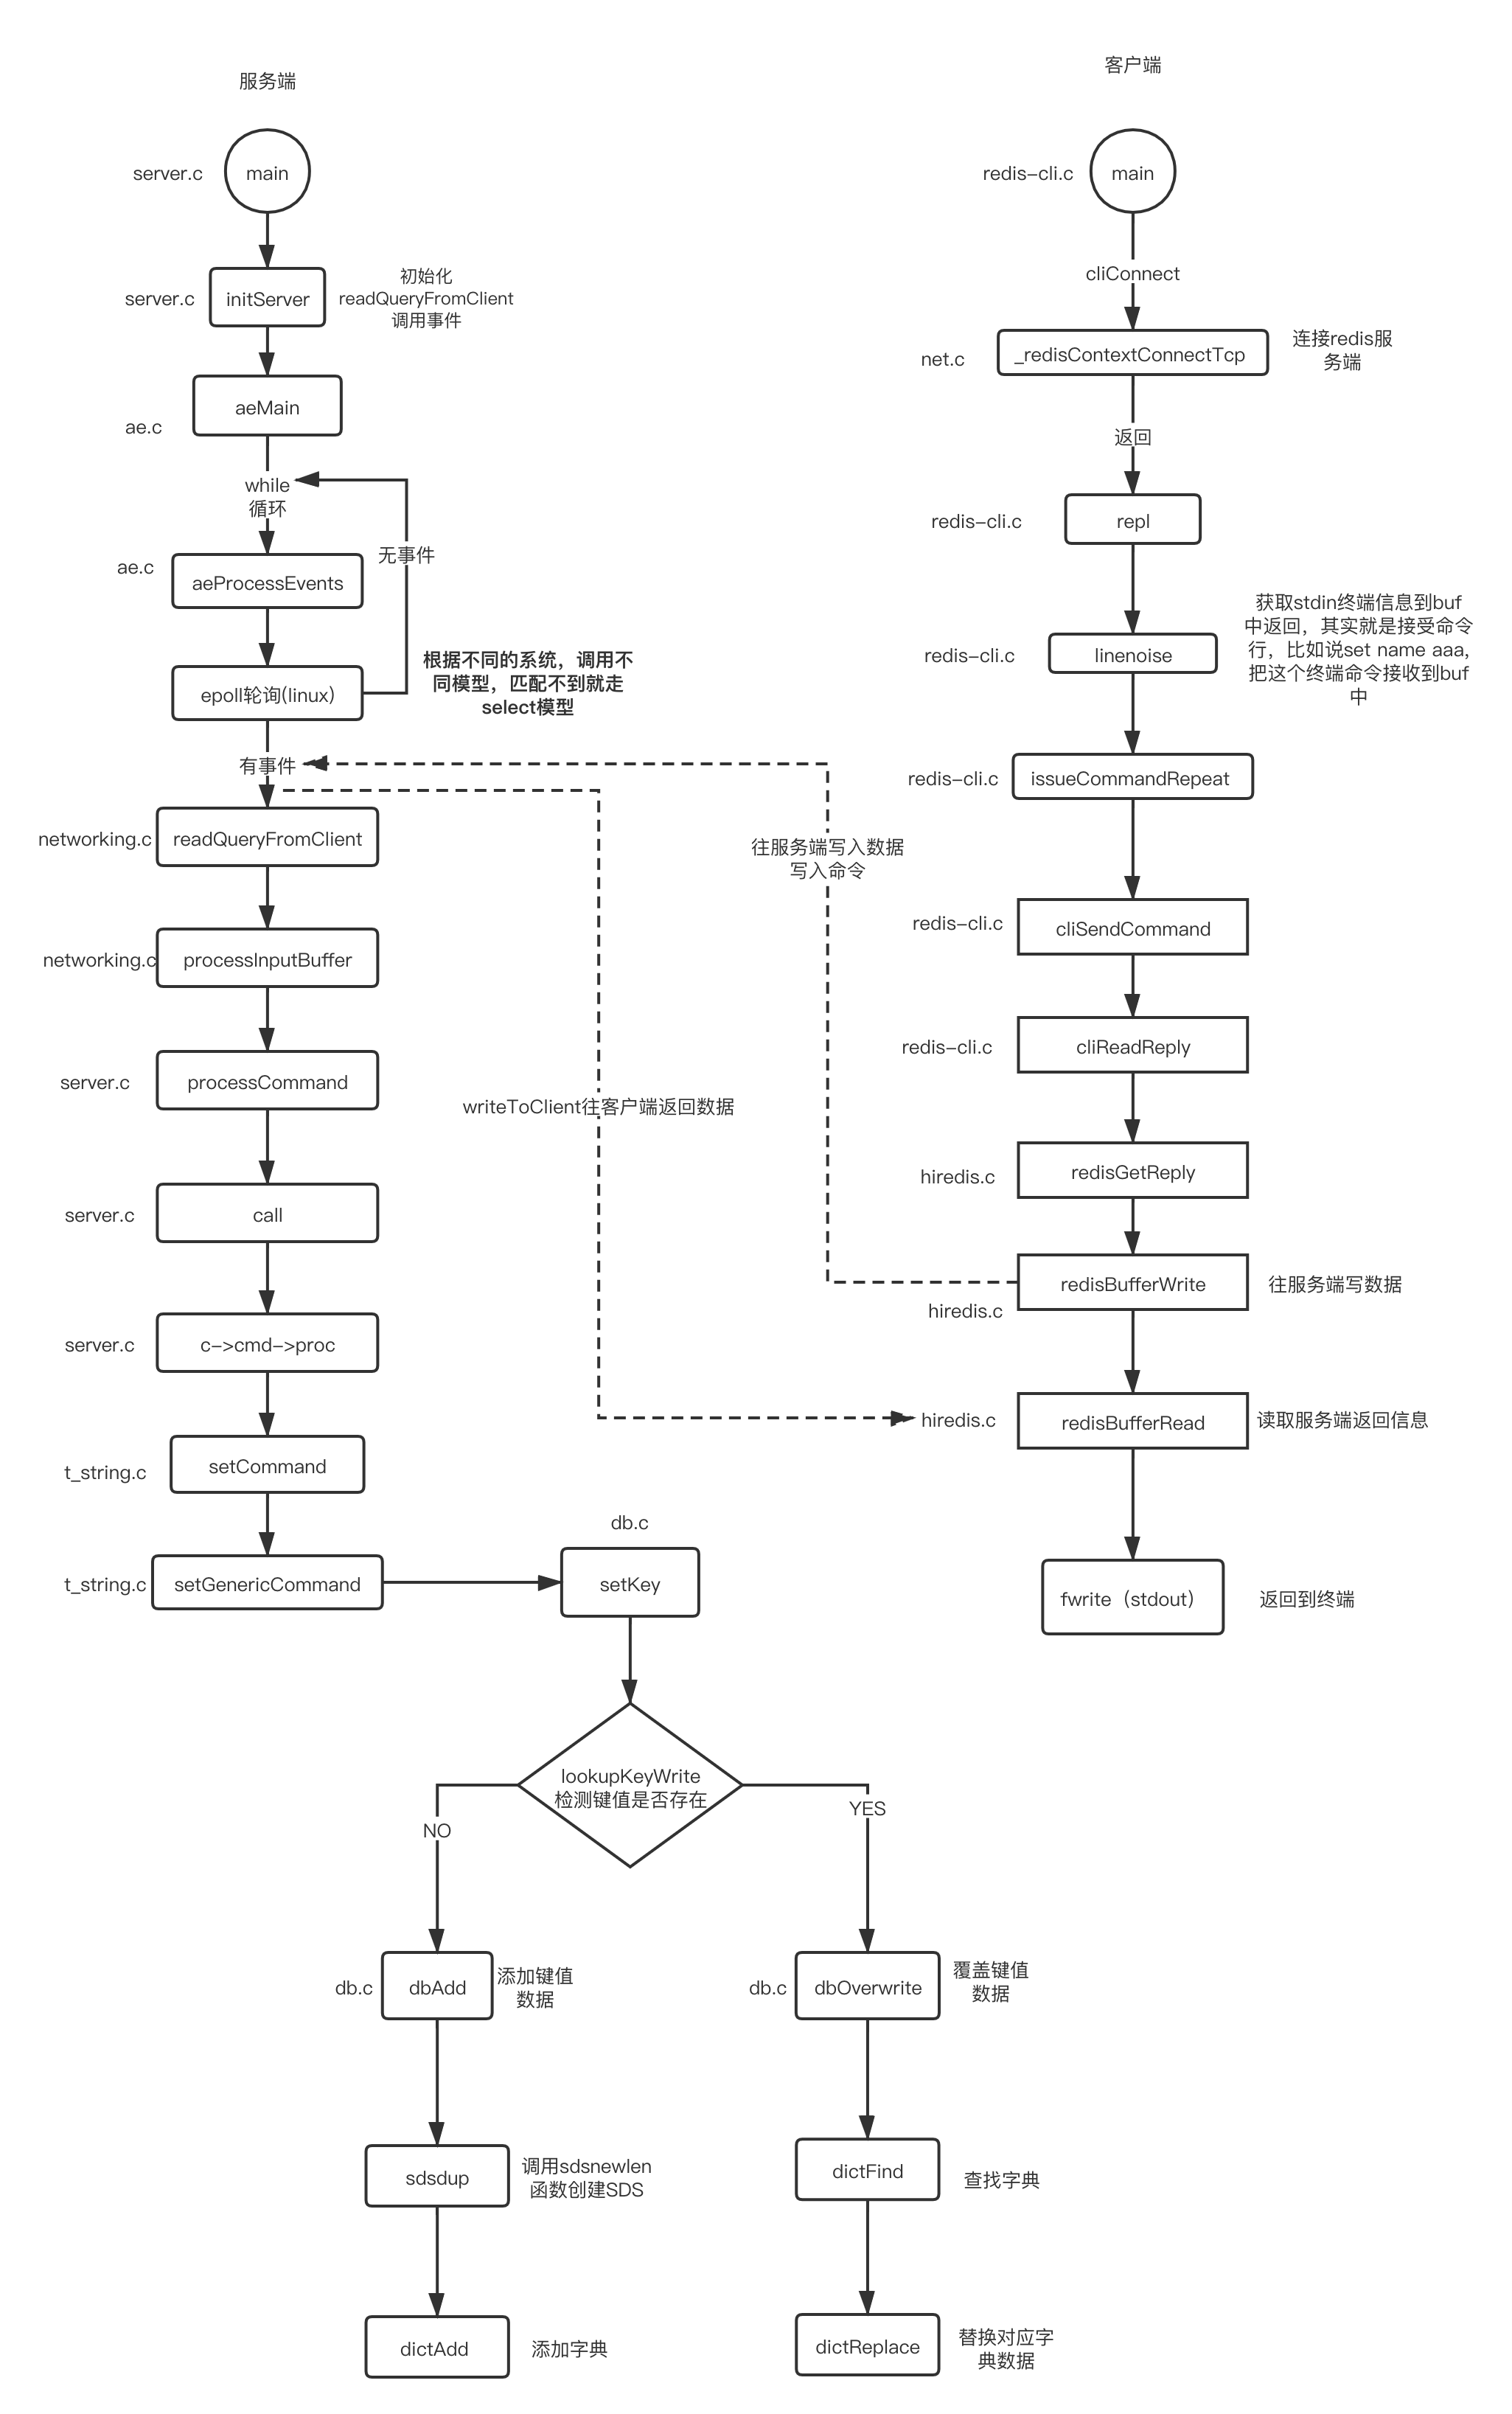 服务端
server.c
main
server.c
initServer
初始化
readQueryFromClient
调用事件
ae.c
aeMain
while
循环
无事件
ae.c
aeProcessEvents
epoll轮询(linux)
根据不同的系统，调用不
同模型，匹配不到就走
select模型
有事件
networking.c
readQueryFromClient
networking.c
processInputBuffer
server.c
processCommand
server.c
call
server.c
c->cmd->proc
t_string.c
setCommand
t_string.c
setGenericCommand
db.c
setKey
lookupKeyWrite
检测键值是否存在
NO
YES
db.c
dbAdd
添加键值
数据
db.c
dbOverwrite
覆盖键值
数据
sdsdup
调用sdsnewlen
函数创建SDS
dictFind
查找字典
dictAdd
添加字典
dictReplace
替换对应字
典数据
往服务端写入数据
写入命令
writeToClient往客户端返回数据
客户端
redis-cli.c
main
cliConnect
net.c
_redisContextConnectTcp
连接redis服
务端
返回
redis-cli.c
repl
redis-cli.c
linenoise
获取stdin终端信息到buf
中返回，其实就是接受命令
行，比如说set name aaa,
把这个终端命令接收到buf
中
redis-cli.c
issueCommandRepeat
redis-cli.c
cliSendCommand
redis-cli.c
cliReadReply
hiredis.c
redisGetReply
hiredis.c
redisBufferWrite
往服务端写数据
hiredis.c
redisBufferRead
读取服务端返回信息
fwrite（stdout）
返回到终端